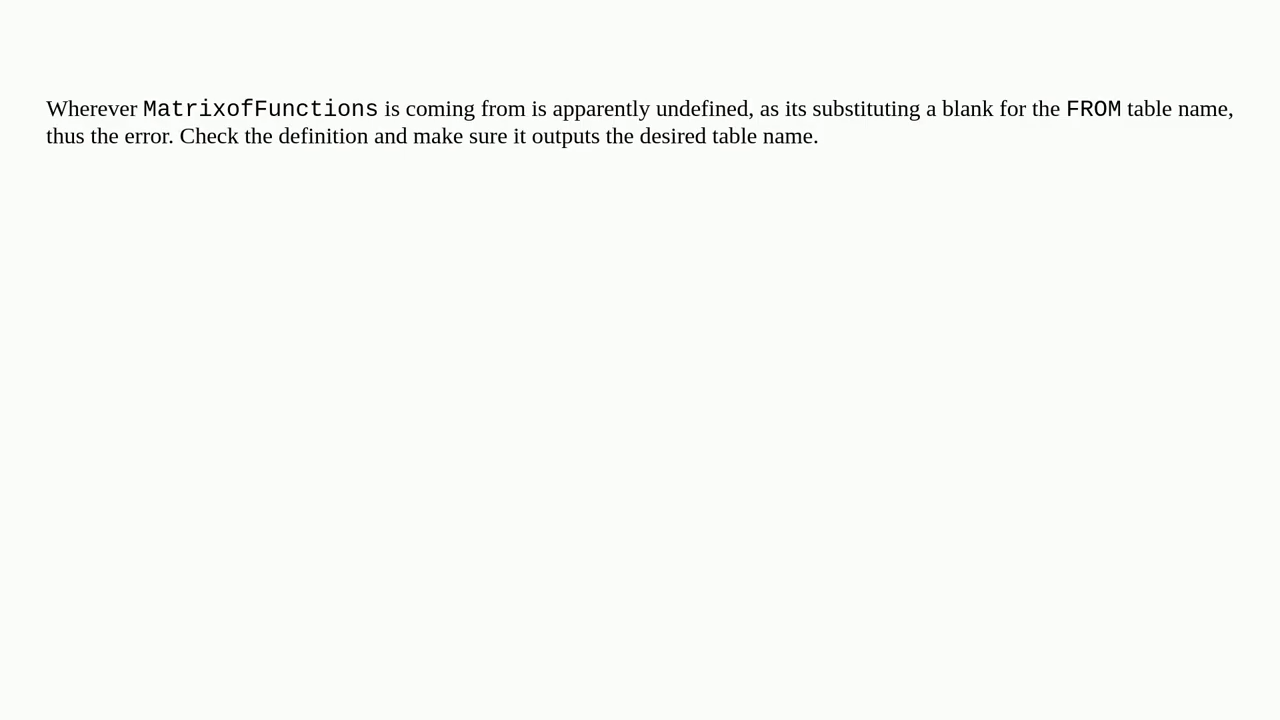 Wherever MatrixofFunctions is coming from is apparently undefined, as its substituting a blank for the FROM table name,
thus the error. Check the definition and make sure it outputs the desired table name.